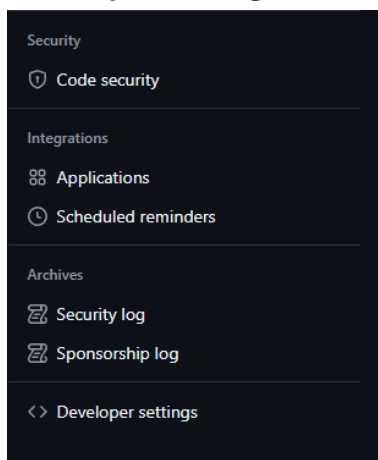 Security
Code security
Integrations
Applications
Scheduled reminders
Archives
Security log
Sponsorship log
Developer settings